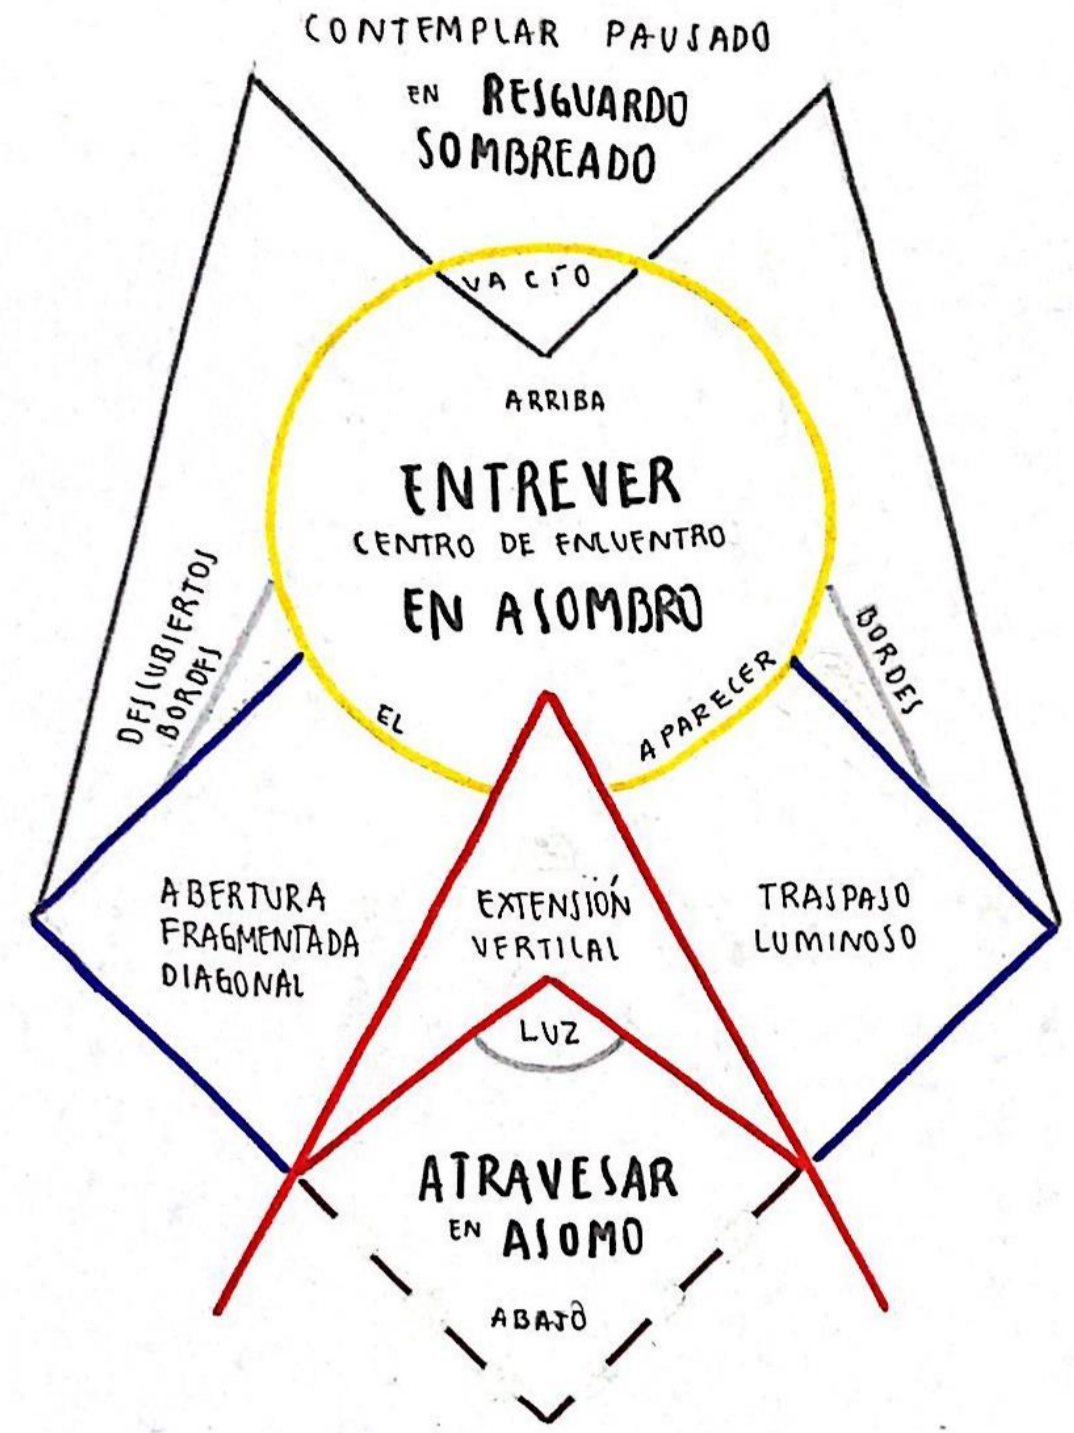 CONTEMPLAR PAUSADO
EN RESGUARDO
SOMBREADO
VACÍO
ARRIBA
ENTREVER
CENTRO DE ENCUENTRO
EN ASOMBRO
DESCUBIERTOS
BORDES
BORDES
EL
APARECER
ABERTURA
FRAGMENTADA
DIAGONAL
EXTENSIÓN
VERTICAL
TRASPASO
LUMINOSO
LUZ
ATRAVESAR
EN ASOMO
ABAJO